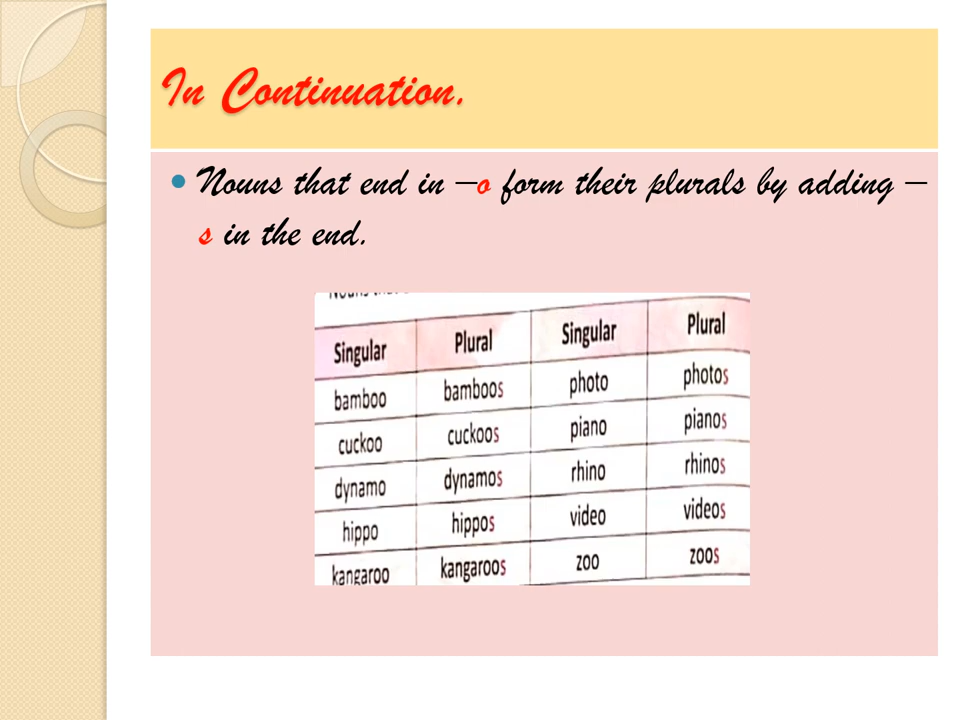 In Continuation.
Nouns that end in –o form their plurals by adding –
s in the end.
Singular Plural Singular Plural
bamboo bamboos photo photos
cuckoo cuckoos piano pianos
dynamo dynamos rhino rhinos
hippo hippos video videos
kangaroo kangaroos zoo zoos